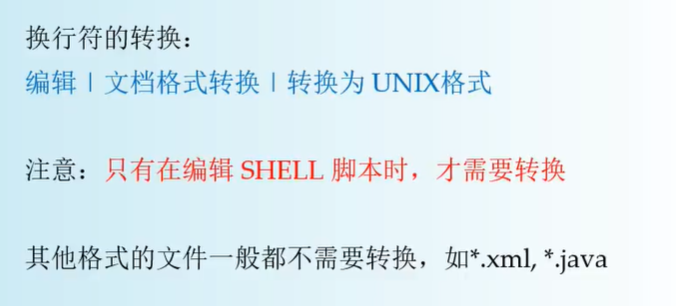 换行符的转换：
编辑 | 文档格式转换 | 转换为 UNIX格式
注意：只有在编辑 SHELL 脚本时，才需要转换
其他格式的文件一般都不需要转换，如*.xml, *.java